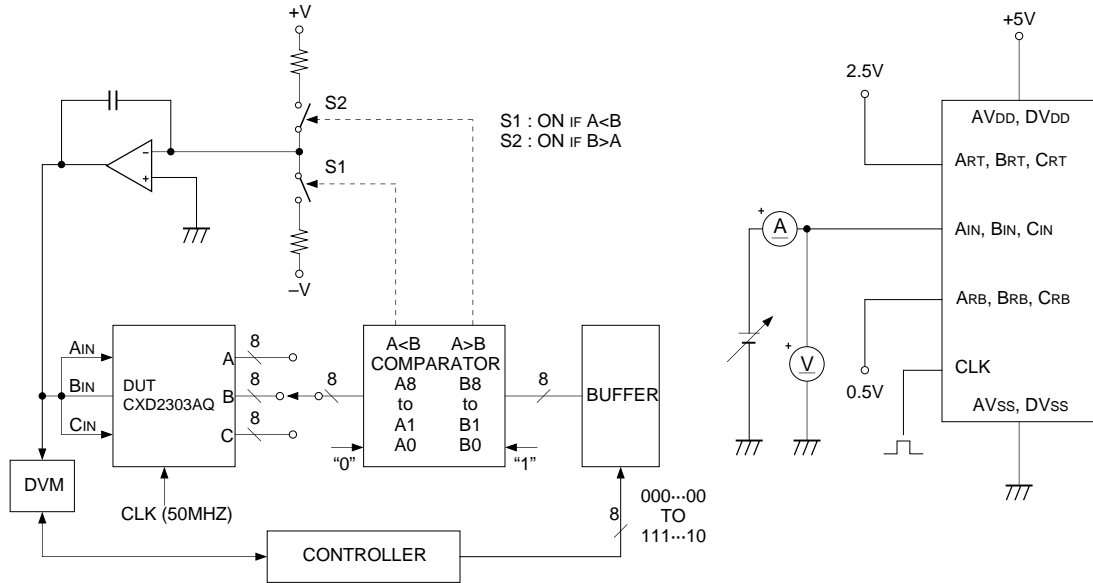 +V
S2
S1 : ON IF A<B
S2 : ON IF B>A
–
+
S1
–V
AIN
BIN
CIN
DUT
CXD2303AQ
A
B
C
8
8
8
8
A<B A>B
COMPARATOR
A8 B8
to to
A1 B1
A0 B0
“0”
“1”
8
BUFFER
DVM
CLK (50MHZ)
CONTROLLER
8
000···00
TO
111···10
+5V
2.5V
AVDD, DVDD
ART, BRT, CRT
+
A
AIN, BIN, CIN
ARB, BRB, CRB
+
V
0.5V
CLK
AVSS, DVSS